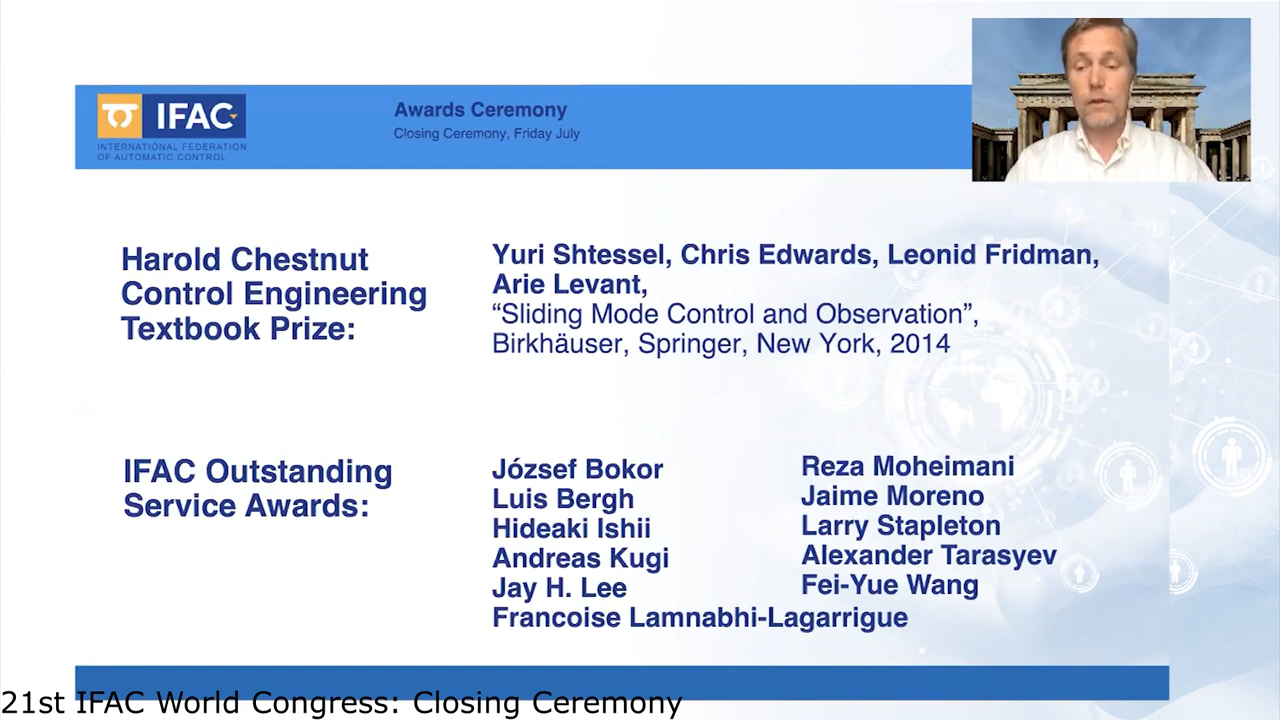 IFAC
INTERNATIONAL FEDERATION
OF AUTOMATIC CONTROL
Awards Ceremony
Closing Ceremony, Friday July
Harold Chestnut
Control Engineering
Textbook Prize:
Yuri Shtessel, Chris Edwards, Leonid Fridman,
Arie Levant,
“Sliding Mode Control and Observation”,
Birkhäuser, Springer, New York, 2014
IFAC Outstanding
Service Awards:
József Bokor
Luis Bergh
Hideaki Ishii
Andreas Kugi
Jay H. Lee
Francoise Lamnabhi-Lagarrigue
Reza Moheimani
Jaime Moreno
Larry Stapleton
Alexander Tarasyev
Fei-Yue Wang
21st IFAC World Congress: Closing Ceremony